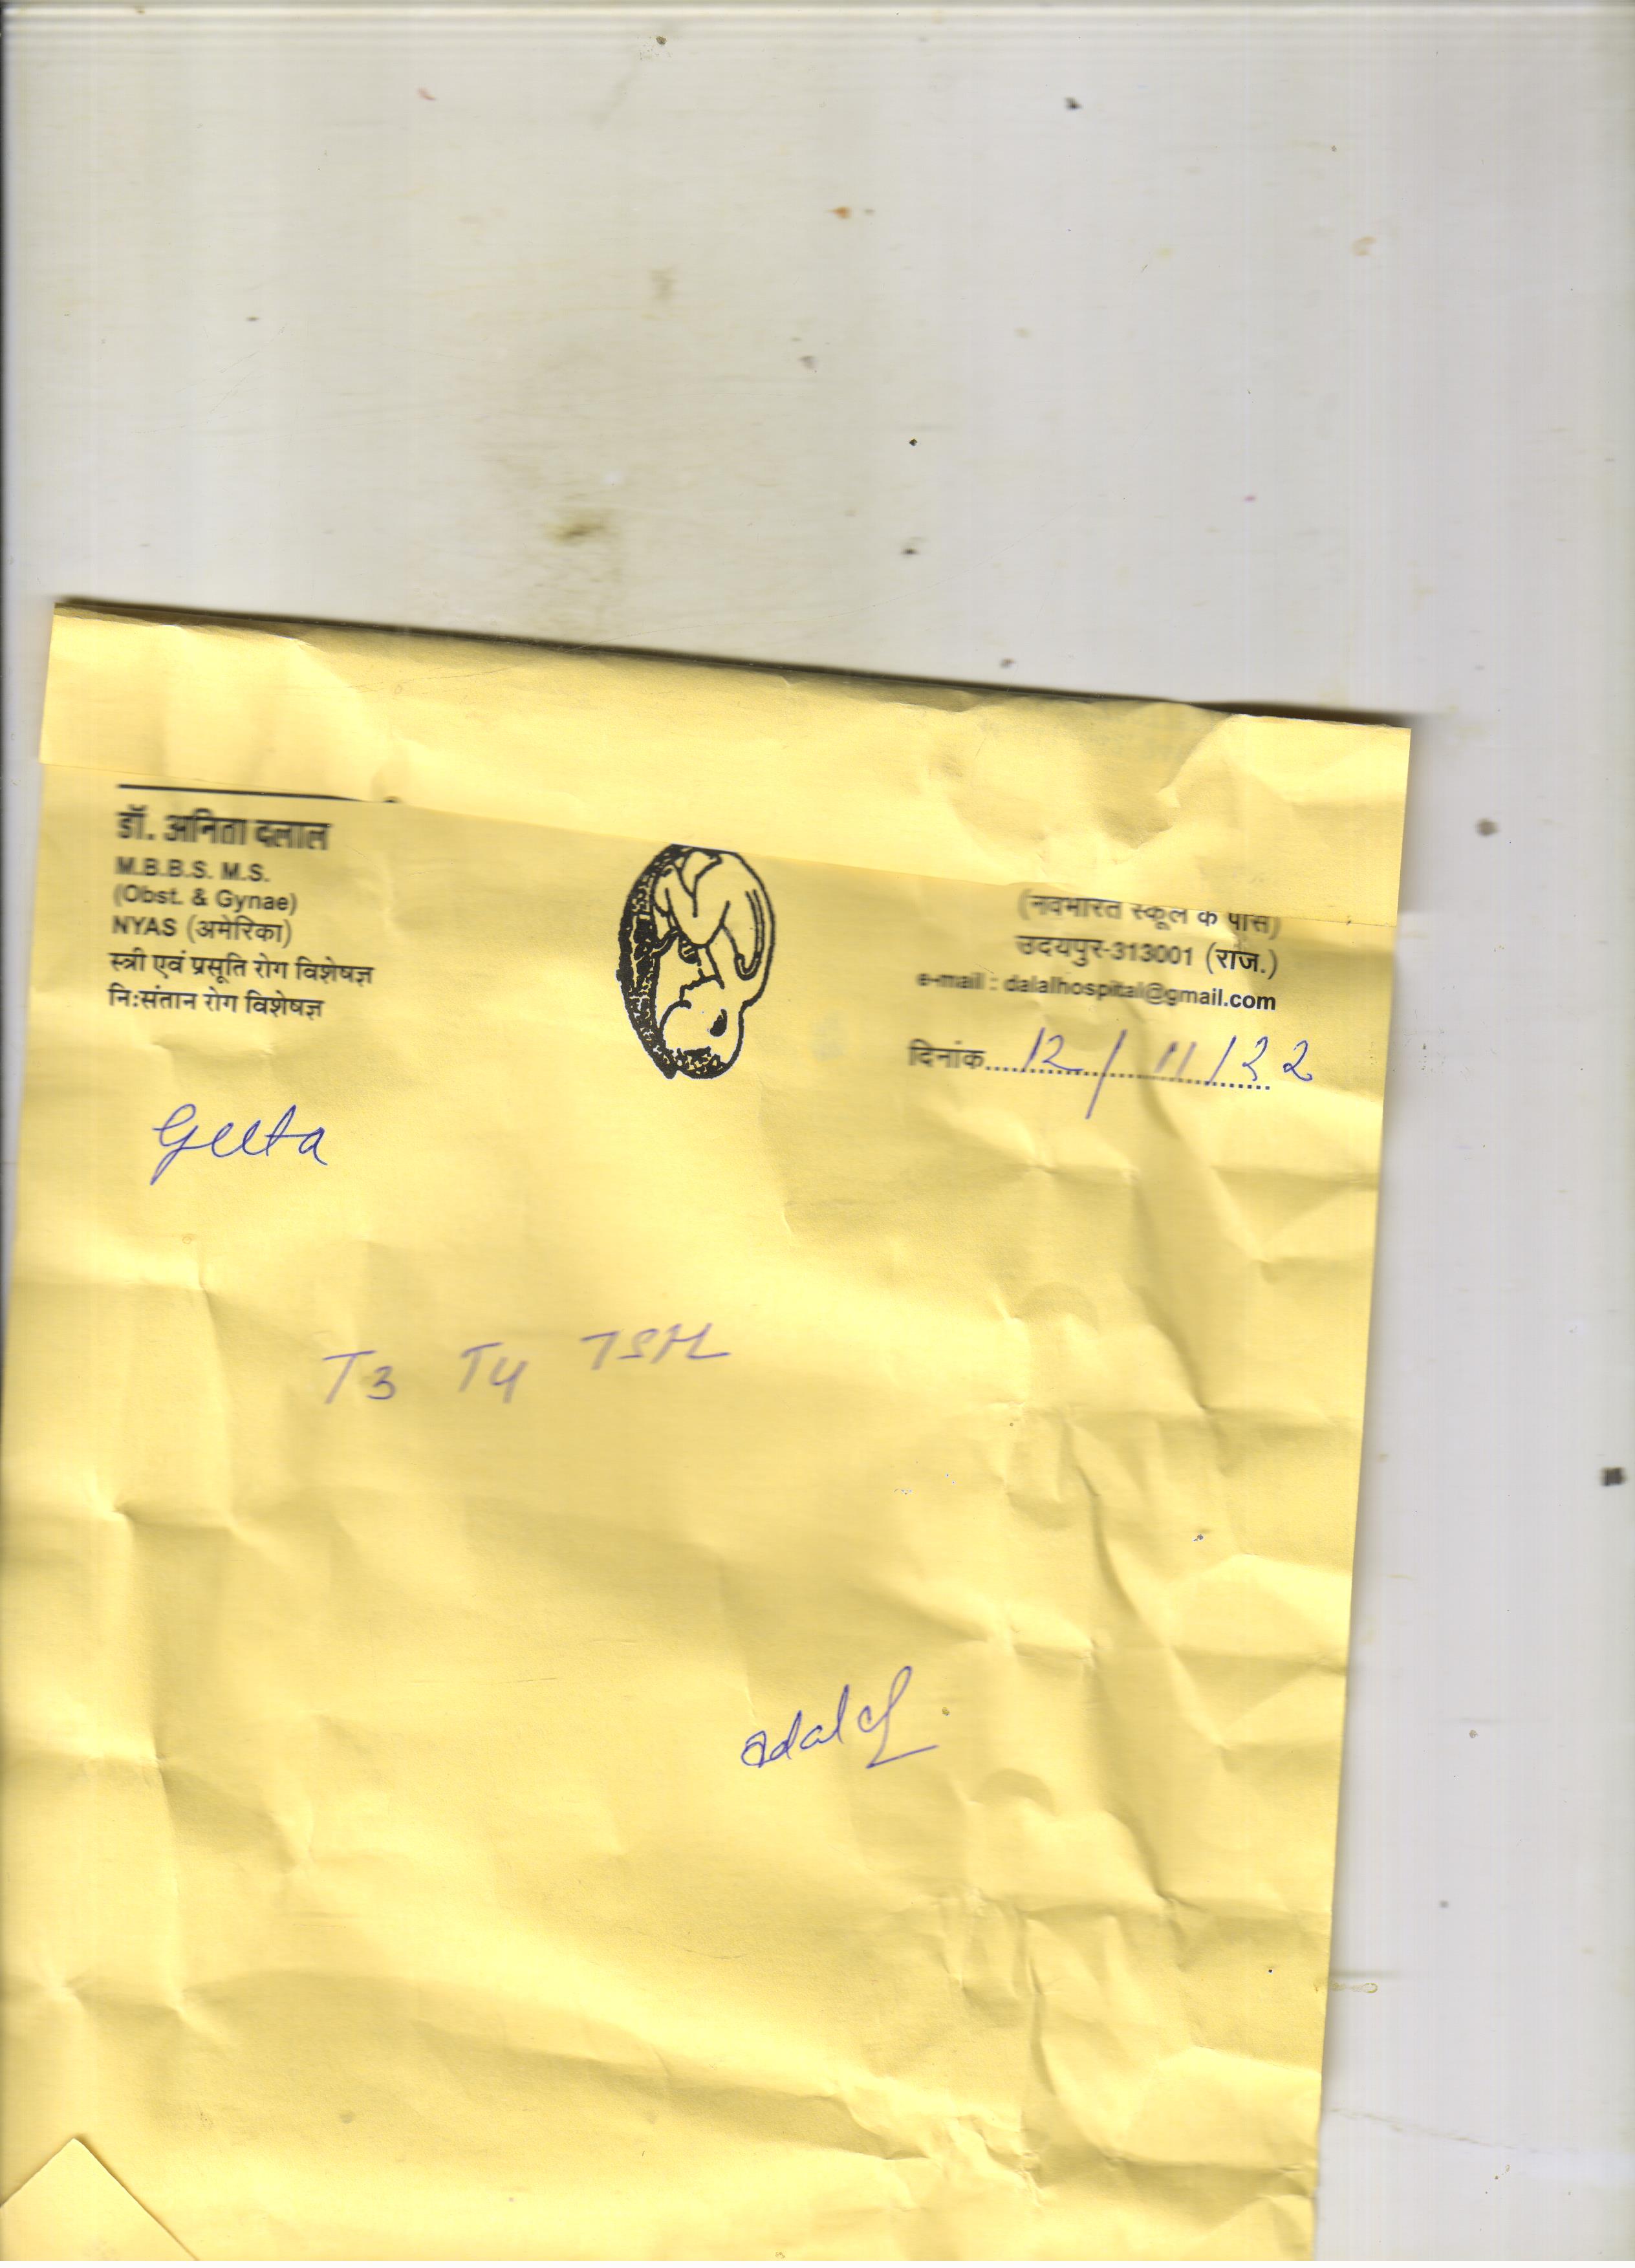 डॉ. अनिता दलाल
M.B.B.S. M.S.
(Obst. & Gynae)
NYAS (अमेरिका)
स्त्री एवं प्रसूति रोग विशेषज्ञ
नि:संतान रोग विशेषज्ञ
(नवभारत स्कूल के पास)
उदयपुर-313001 (राज.)
e-mail : dalalhospital@gmail.com
दिनांक 12/11/22
Geeta
T3 T4 TSH